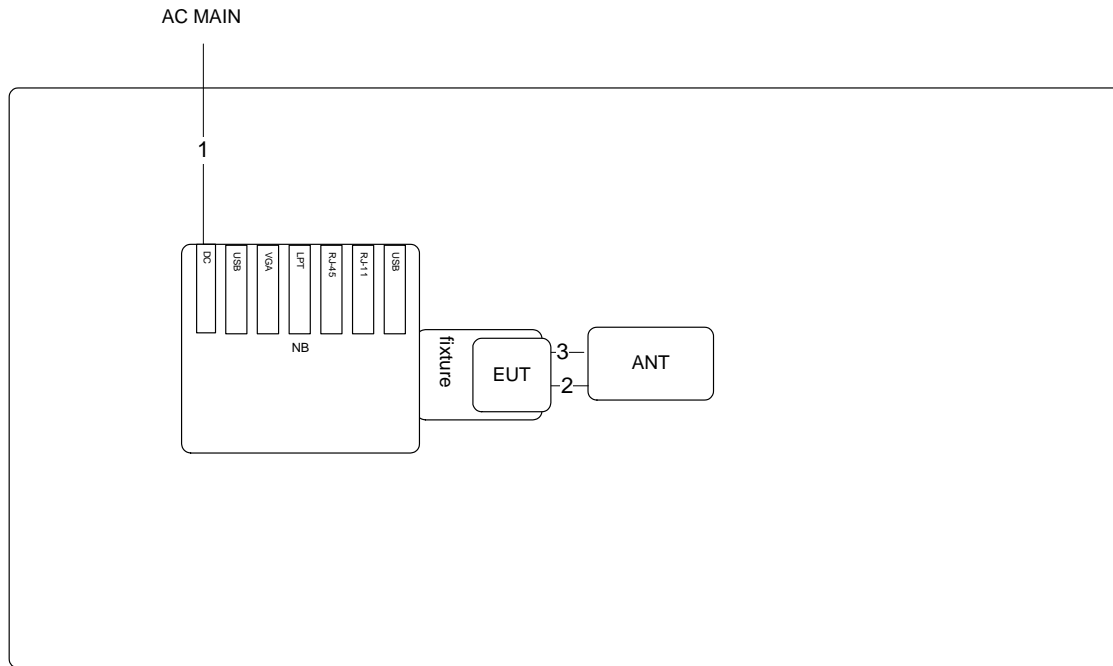 AC MAIN
1
DC
USB
VGA
LPT
RJ-45
RJ-11
USB
NB
fixture
EUT
3
2
ANT